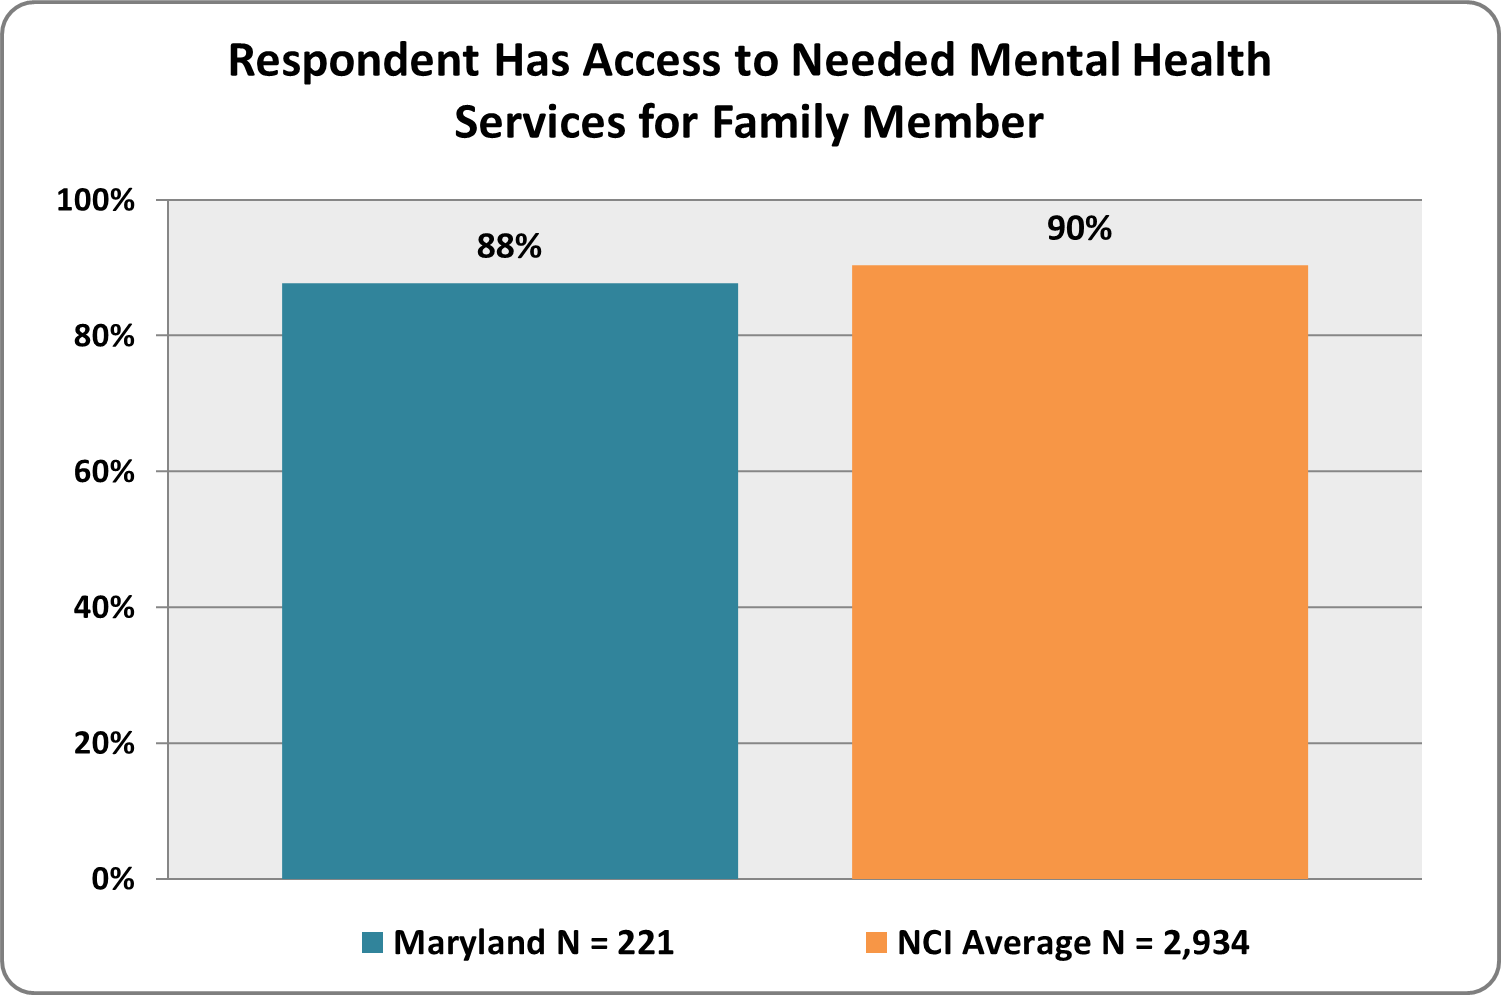 Respondent Has Access to Needed Mental Health
Services for Family Member
100%
80%
60%
40%
20%
0%
88%
90%
Maryland N = 221
NCI Average N = 2,934